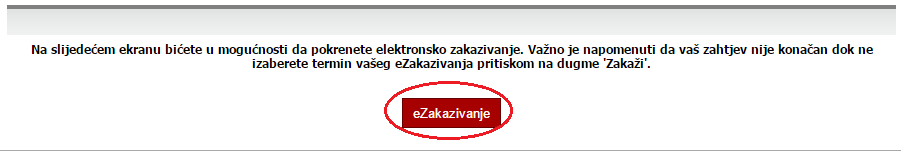 Na slijedećem ekranu bićete u mogućnosti da pokrenete elektronsko zakazivanje. Važno je napomenuti da vaš zahtjev nije konačan dok ne
izaberete termin vašeg eZakazivanja pritiskom na dugme 'Zakaži'.
eZakazivanje